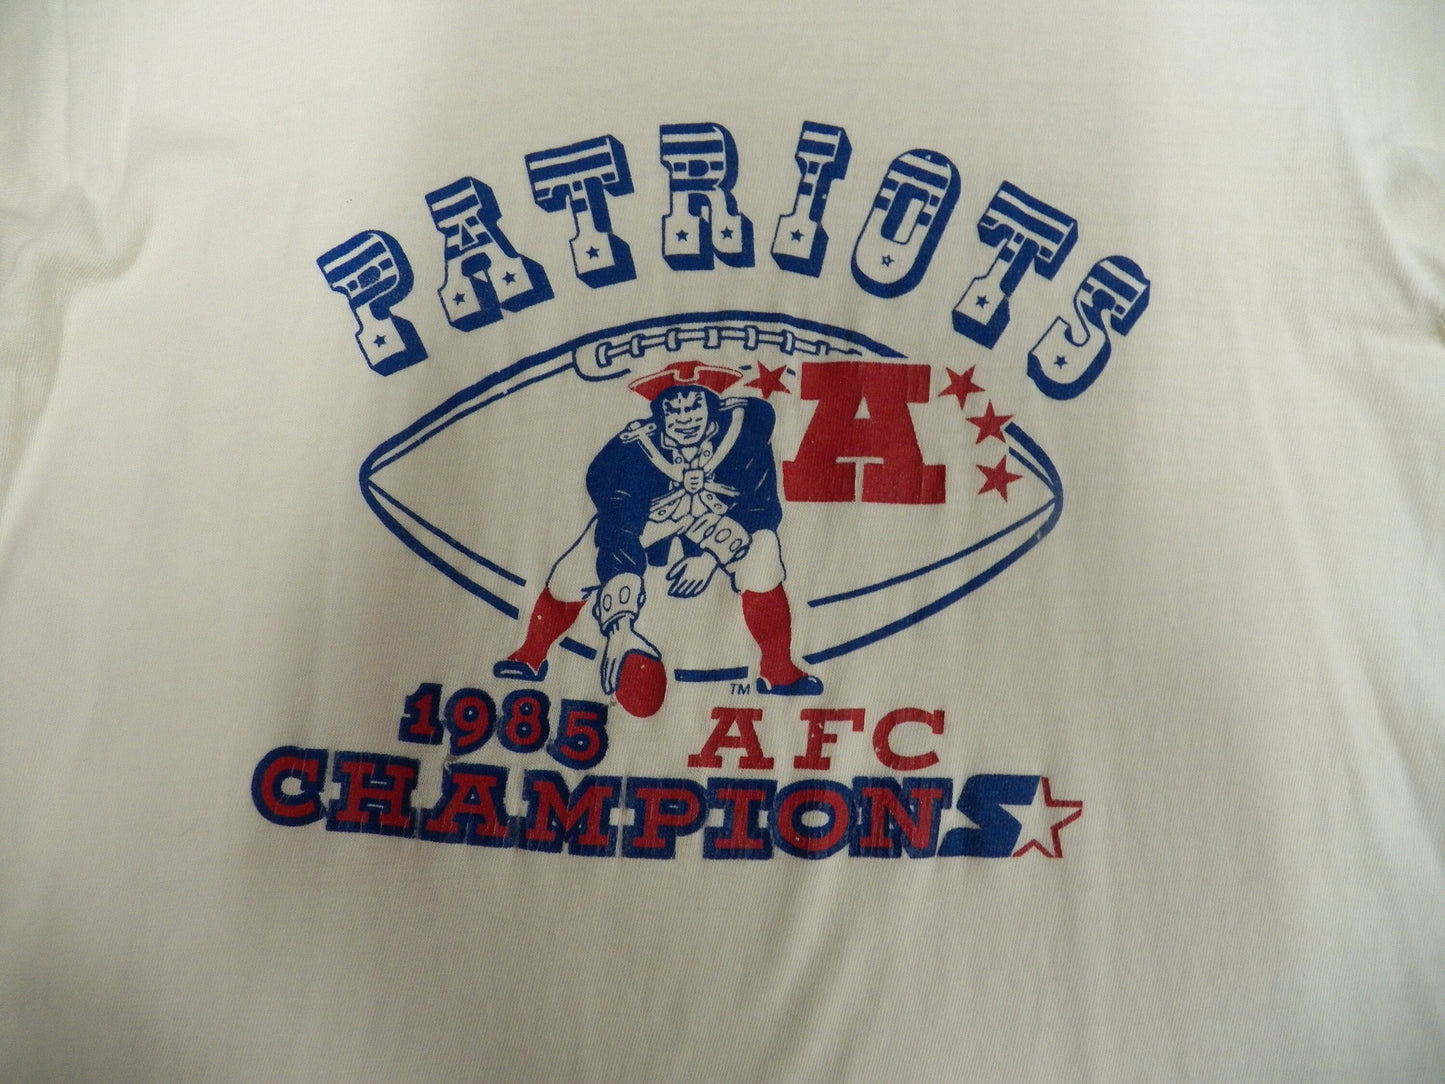 PATRIOTS
A
TM
1985 AFC
CHAMPIONS